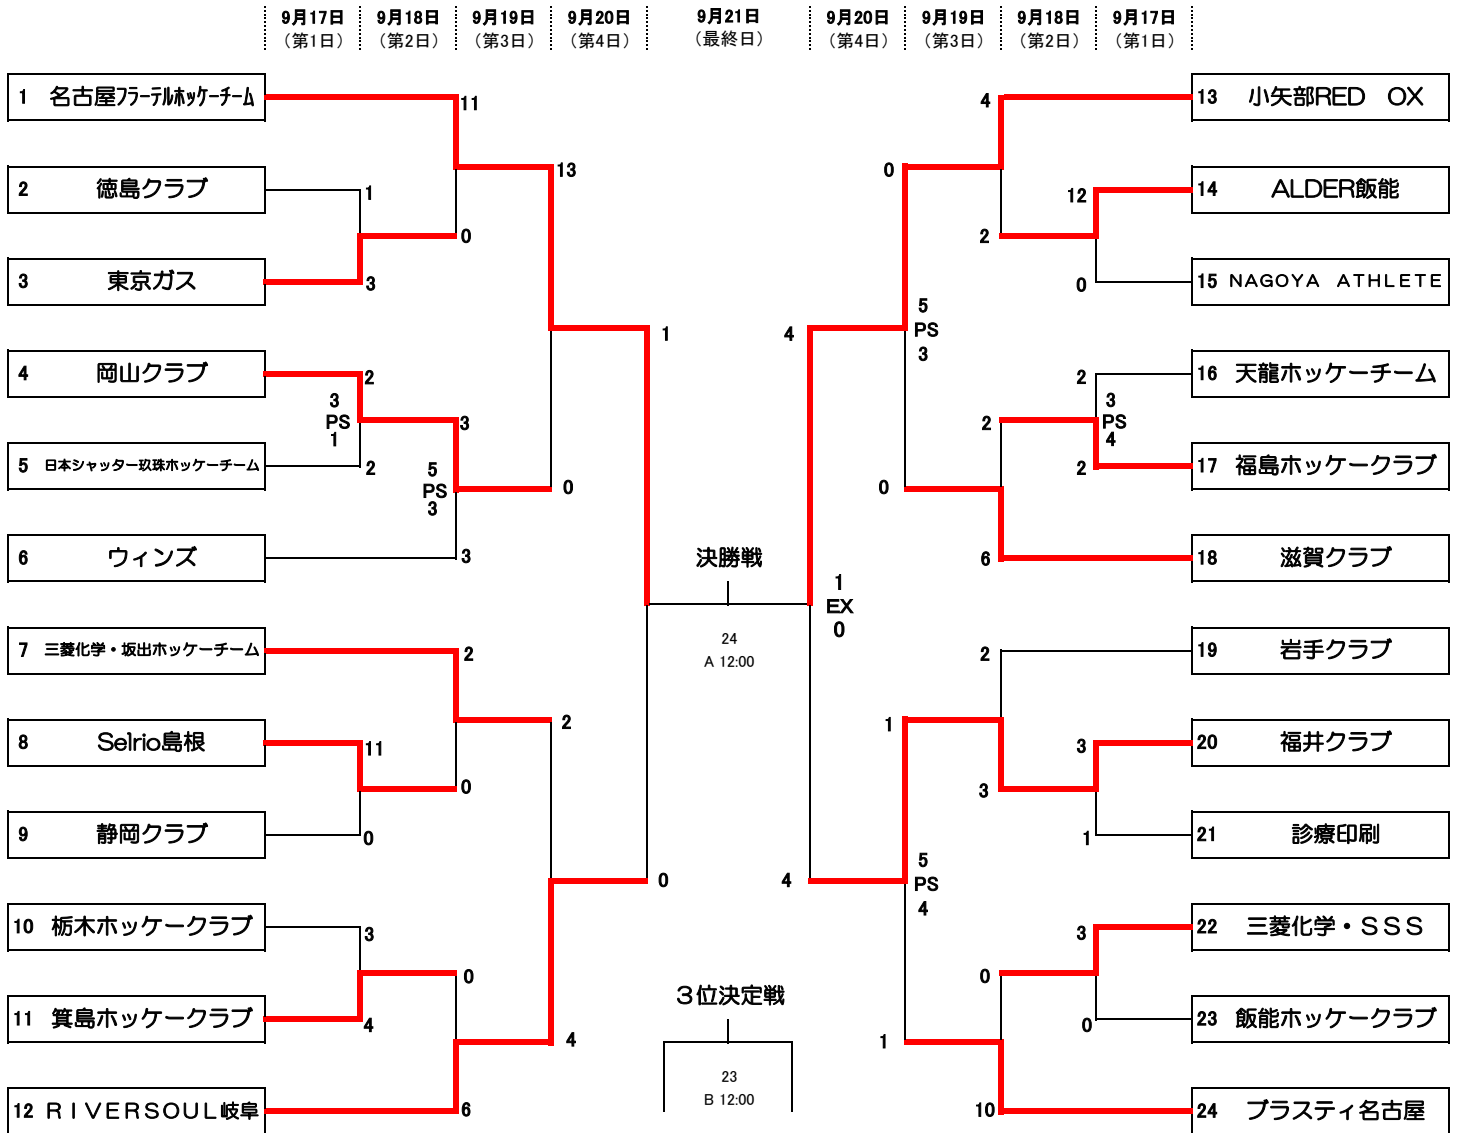 9月17日 9月18日 9月19日 9月20日 9月21日 9月20日 9月19日 9月18日 9月17日
（第1日） （第2日） （第3日） （第4日） （最終日） （第4日） （第3日） （第2日） （第1日）
1 名古屋フラーテルホッケーチーム 11 4 13 小矢部RED OX
13 0
2 徳島クラブ 1 12 14 ALDER飯能
0 2
3 東京ガス 3 0 15 NAGOYA ATHLETE
5
1 4 PS
3
4 岡山クラブ 2 2 16 天龍ホッケーチーム
3 3
PS 3 2 PS
1 4
5 日本シャッター玖珠ホッケーチーム 2 2 17 福島ホッケークラブ
5
PS 0 0
3
6 ウィンズ 3 決勝戦 6 18 滋賀クラブ
1
EX
0
24
A 12:00
7 三菱化学・坂出ホッケーチーム 2 2 19 岩手クラブ
2 1
8 Selrio島根 11 3 20 福井クラブ
0 3
9 静岡クラブ 0 1 21 診療印刷
5
0 4 PS
4
10 栃木ホッケークラブ 3 3 22 三菱化学・SSS
0 0
3位決定戦
11 箕島ホッケークラブ 4 0 23 飯能ホッケークラブ
4 1
23
B 12:00
12 RIVERSOUL岐阜 6 10 24 ブラスティ名古屋